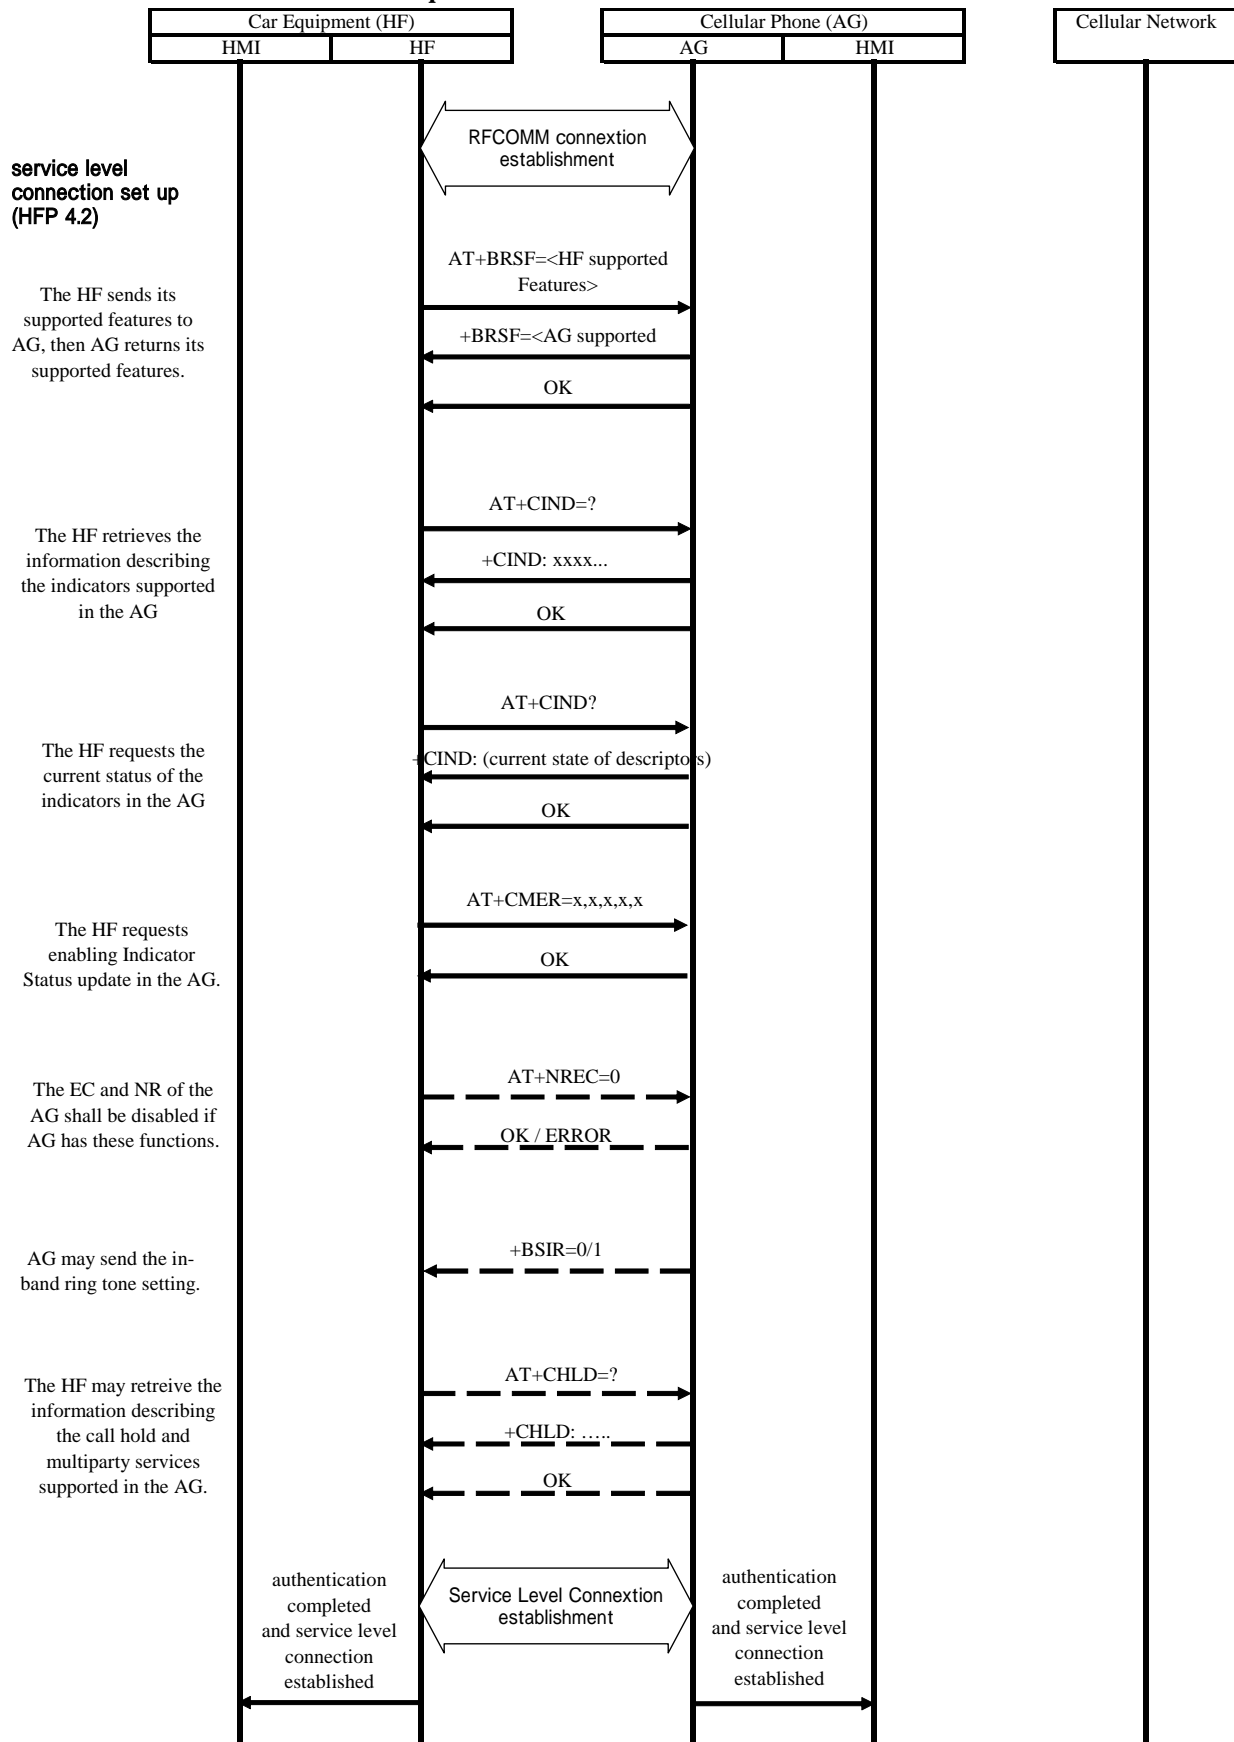 Car Equipment (HF)
Cellular Phone (AG)
Cellular Network
HMI
HF
AG
HMI
RFCOMM connextion
establishment
service level
connection set up
(HFP 4.2)
AT+BRSF=<HF supported
Features>
The HF sends its
supported features to
AG, then AG returns its
supported features.
+BRSF=<AG supported
OK
AT+CIND=?
The HF retrieves the
information describing
the indicators supported
in the AG
+CIND: xxxx...
OK
AT+CIND?
The HF requests the
current status of the
indicators in the AG
+CIND: (current state of descriptors)
OK
AT+CMER=x,x,x,x,x
The HF requests
enabling Indicator
Status update in the AG.
OK
AT+NREC=0
The EC and NR of the
AG shall be disabled if
AG has these functions.
OK / ERROR
+BSIR=0/1
AG may send the in-
band ring tone setting.
AT+CHLD=?
The HF may retreive the
information describing
the call hold and
multiparty services
supported in the AG.
+CHLD: …..
OK
authentication
completed
and service level
connection
established
Service Level Connextion
establishment
authentication
completed
and service level
connection
established